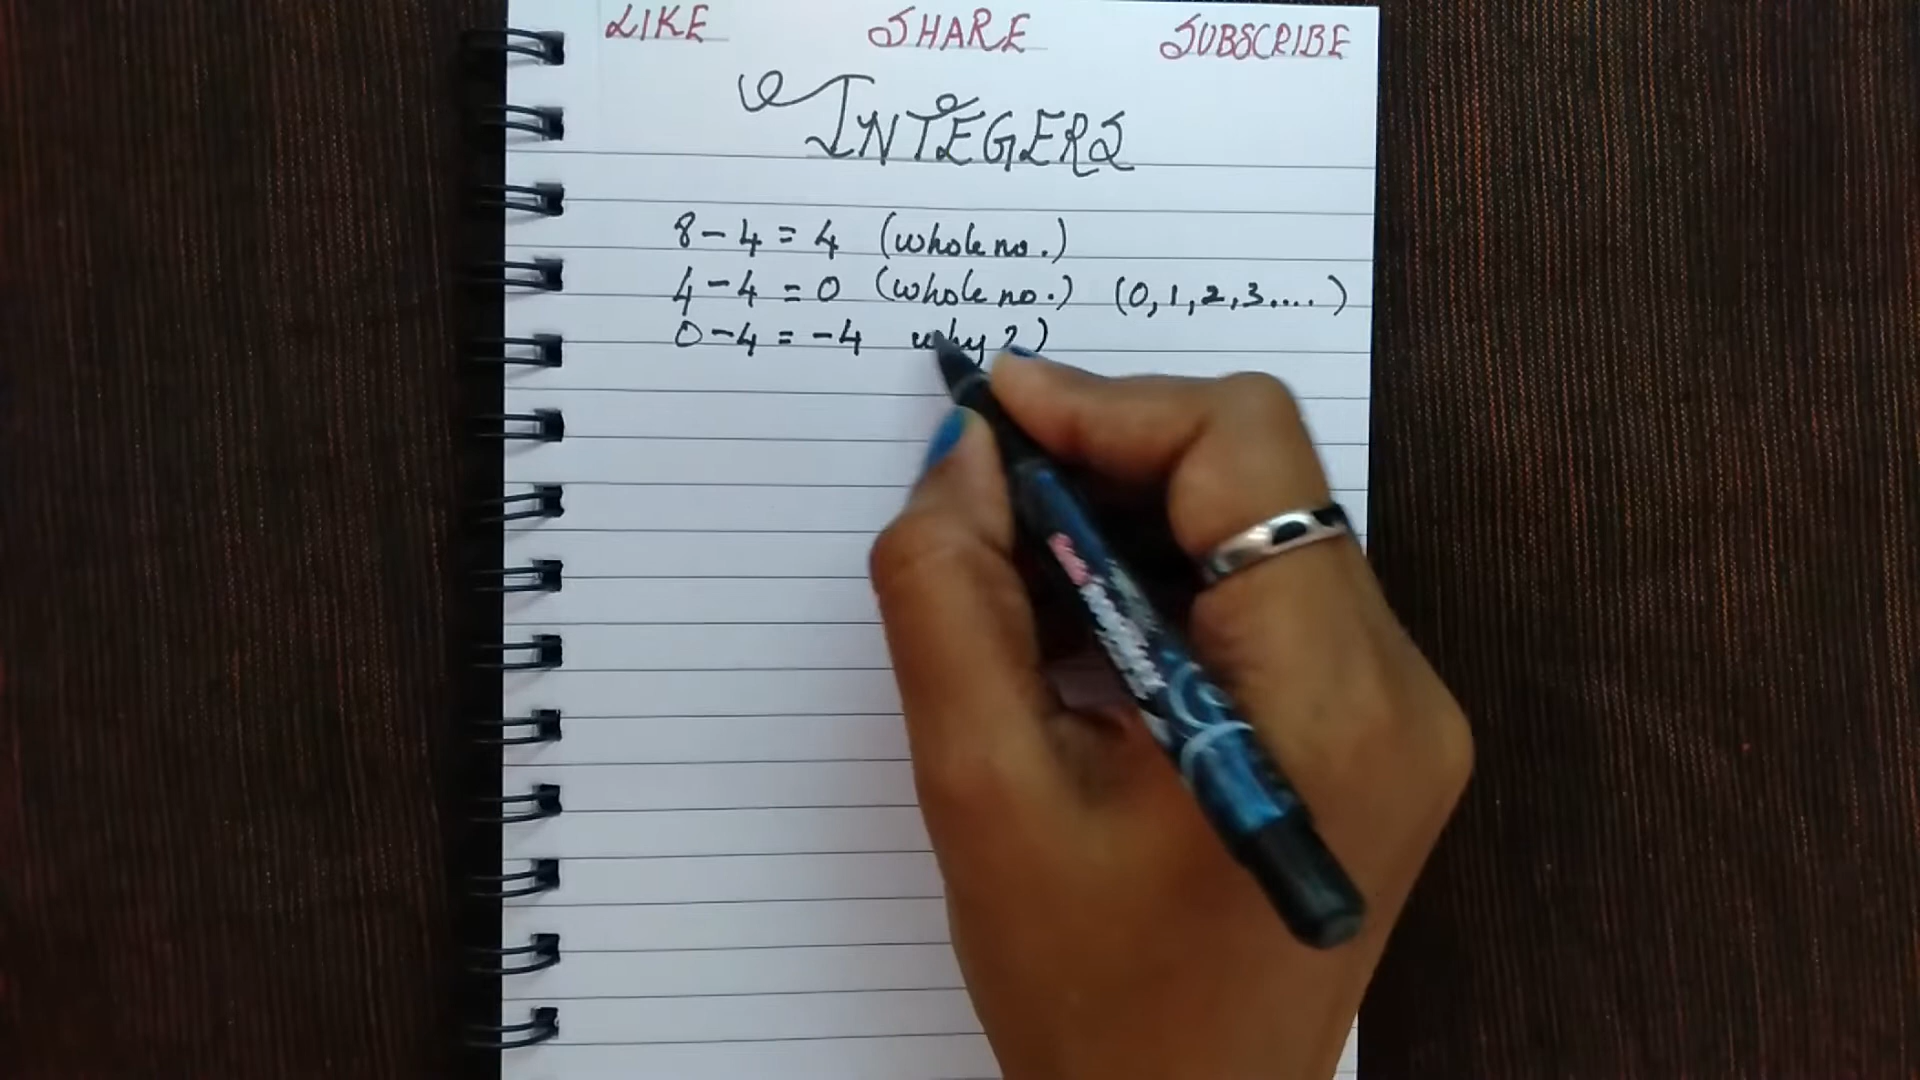 LIKE SHARE SUBSCRIBE
INTEGERS
8 - 4 = 4 (whole no.)
4 - 4 = 0 (whole no.) (0, 1, 2, 3.... )
0 - 4 = -4 why ? )